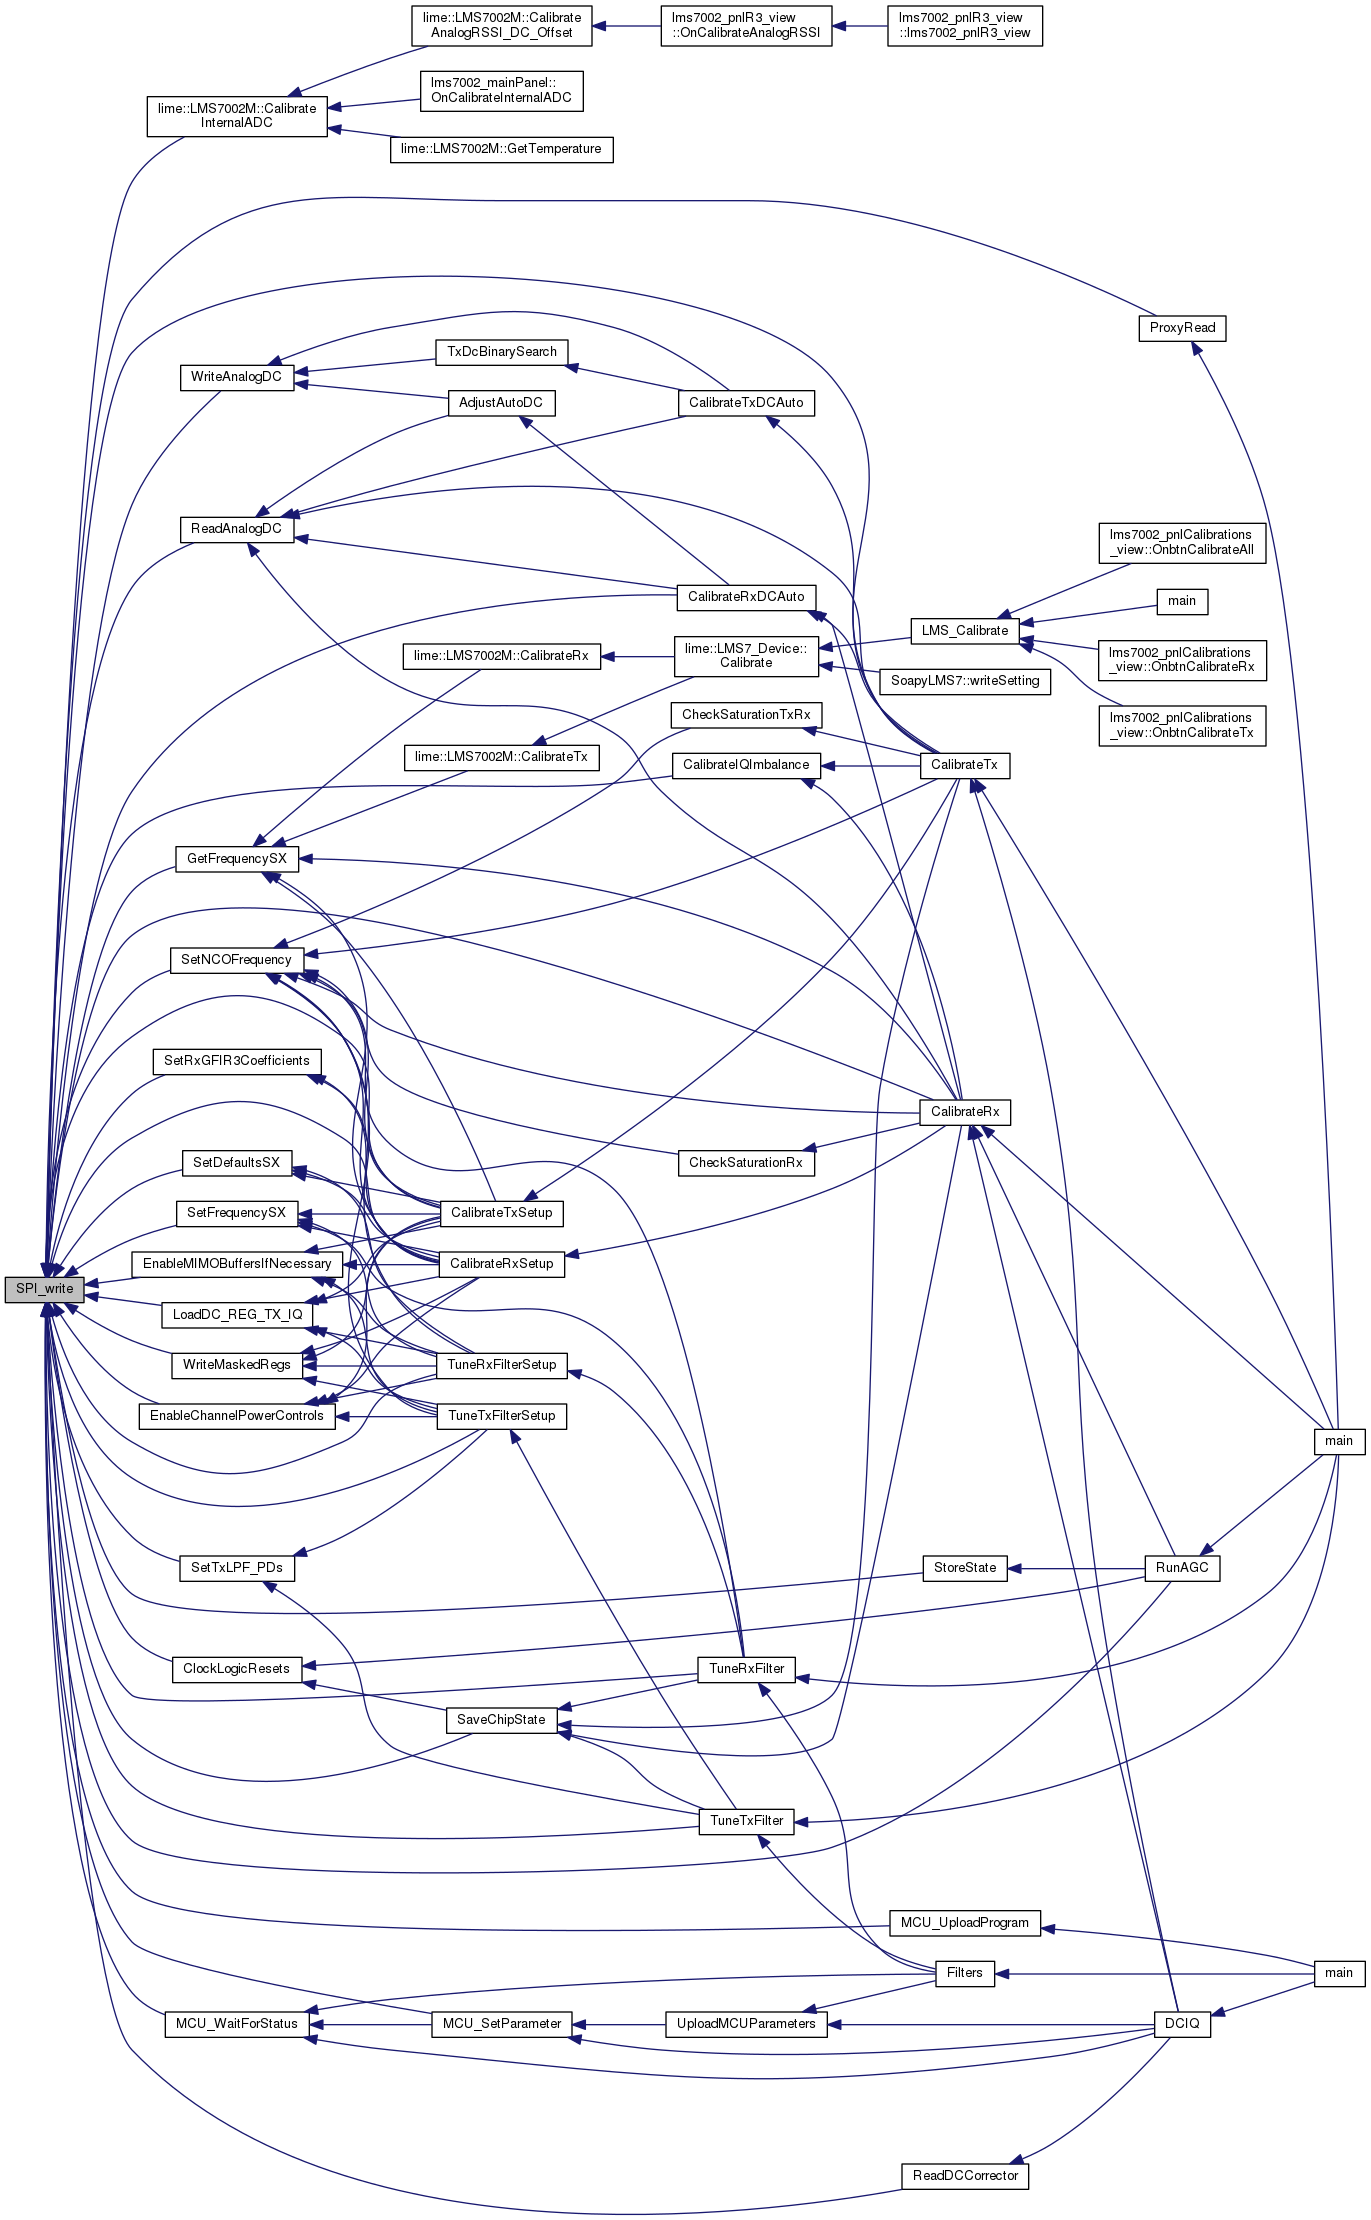 lime::LMS7002M::Calibrate
AnalogRSSI_DC_Offset
lms7002_pnlR3_view
::OnCalibrateAnalogRSSI
lms7002_pnlR3_view
::lms7002_pnlR3_view
lms7002_mainPanel::
OnCalibrateInternalADC
lime::LMS7002M::Calibrate
InternalADC
lime::LMS7002M::GetTemperature
ProxyRead
TxDcBinarySearch
WriteAnalogDC
AdjustAutoDC
CalibrateTxDCAuto
ReadAnalogDC
lms7002_pnlCalibrations
_view::OnbtnCalibrateAll
CalibrateRxDCAuto
main
LMS_Calibrate
lime::LMS7002M::CalibrateRx
lime::LMS7_Device::
Calibrate
lms7002_pnlCalibrations
_view::OnbtnCalibrateRx
SoapyLMS7::writeSetting
CheckSaturationTxRx
lms7002_pnlCalibrations
_view::OnbtnCalibrateTx
lime::LMS7002M::CalibrateTx
CalibrateIQImbalance
CalibrateTx
GetFrequencySX
SetNCOFrequency
SetRxGFIR3Coefficients
CalibrateRx
SetDefaultsSX
CheckSaturationRx
SetFrequencySX
CalibrateTxSetup
EnableMIMOBuffersIfNecessary
CalibrateRxSetup
SPI_write
LoadDC_REG_TX_IQ
WriteMaskedRegs
TuneRxFilterSetup
EnableChannelPowerControls
TuneTxFilterSetup
main
SetTxLPF_PDs
StoreState
RunAGC
ClockLogicResets
TuneRxFilter
SaveChipState
TuneTxFilter
MCU_UploadProgram
Filters
main
MCU_WaitForStatus
MCU_SetParameter
UploadMCUParameters
DCIQ
ReadDCCorrector